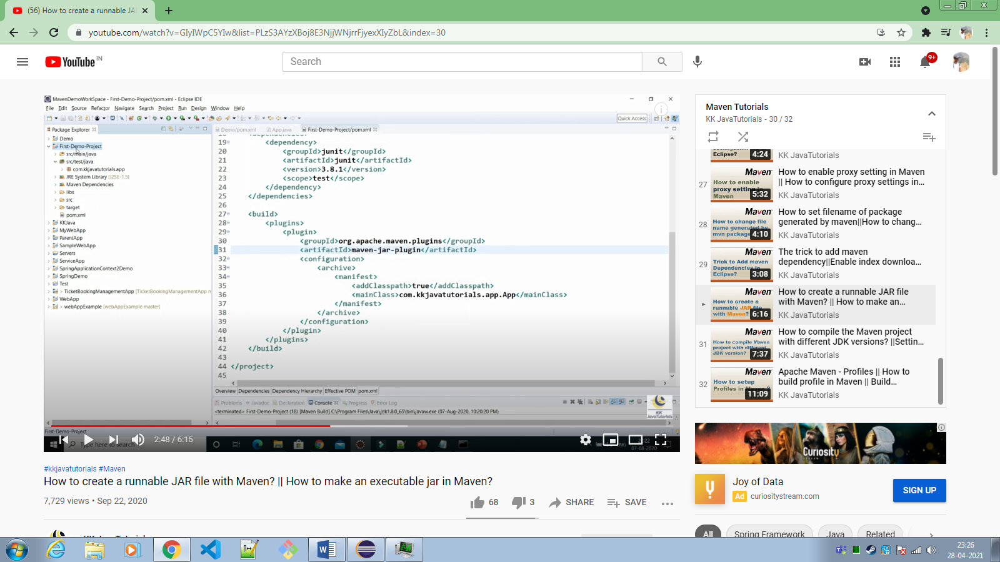 (56) How to create a runnable JA
youtube.com/watch?v=GIyIWpC5YIw&list=PLzS3AYzXBoj8E3NjjWNjrrFjyexXIyZbL&index=30
YouTube IN
Search
9+
MavenDemoWorkSpace - First-Demo-Project/pom.xml - Eclipse IDE
File Edit Source Refactor Navigate Search Project Run Design Window Help
Quick Access
Package Explorer
Demo/pom.xml App.java First-Demo-Project/pom.xml
Demo
First-Demo-Project
src/main/java
src/test/java
com.kkjavatutorials.app
JRE System Library [J2SE-1.5]
Maven Dependencies
libs
src
target
pom.xml
KKJava
MyWebApp
ParentApp
SampleWebApp
Servers
ServiceApp
SpringApplicationContext2Demo
SpringDemo
Test
> TicketBookingManagementApp [TicketBookingManagementApp m
WebApp
> webAppExample [webAppExample master]
18 <dependencies>
19 <dependency>
20 <groupId>junit</groupId>
21 <artifactId>junit</artifactId>
22 <version>3.8.1</version>
23 <scope>test</scope>
24 </dependency>
25 </dependencies>
26
27 <build>
28 <plugins>
29 <plugin>
30 <groupId>org.apache.maven.plugins</groupId>
31 <artifactId>maven-jar-plugin</artifactId>
32 <configuration>
33 <archive>
34 <manifest>
35 <addClasspath>true</addClasspath>
36 <mainClass>com.kkjavatutorials.app.App</mainClass>
37 </manifest>
38 </archive>
39 </configuration>
40 </plugin>
41 </plugins>
42 </build>
43
44 </project>
45
Overview Dependencies Dependency Hierarchy Effective POM pom.xml
Problems Javadoc Declaration Console Progress Error Log
<terminated> First-Demo-Project (18) [Maven Build] C:\Program Files\Java\jdk1.8.0_65\bin\javaw.exe (07-Aug-2020, 10:20:20 PM)
KK
JavaTutorials
First-Demo-Project
2:48 / 6:15
Type here to search
07-08-2020
#kkjavatutorials #Maven
How to create a runnable JAR file with Maven? || How to make an executable jar in Maven?
7,729 views • Sep 22, 2020
68 3 SHARE SAVE
Maven Tutorials
KK JavaTutorials - 30 / 32
Eclipse?
4:24
KK JavaTutorials
27
Maven
How to enable
proxy setting in
Maven
5:32
How to enable proxy setting in Maven
|| How to configure proxy settings in...
KK JavaTutorials
28
Maven
How to change file
name generated by
mvn package
4:10
How to set filename of package
generated by maven||How to chang...
KK JavaTutorials
29
Maven
Trick to Add maven
Dependencies in
Eclipse?
3:08
The trick to add maven
dependency||Enable index downloa...
KK JavaTutorials
Maven
How to create a
runnable JAR file
with Maven?
6:16
How to create a runnable JAR file
with Maven? || How to make an...
KK JavaTutorials
31
Maven
How to compile Maven
project with different
JDK version?
7:37
How to compile the Maven project
with different JDK versions? ||Settin...
KK JavaTutorials
32
Maven
How to setup
Profiles in Maven ?
11:09
Apache Maven - Profiles || How to
build profile in Maven || Build...
KK JavaTutorials
CuriosityStream
Joy of Data
Ad curiositystream.com
SIGN UP
All Spring Framework Java Related
23:26
28-04-2021